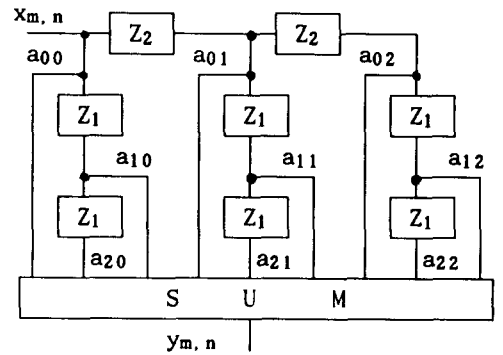 xm,n
Z2 Z2
a00 a01 a02
Z1 Z1 Z1
a10 a11 a12
Z1 Z1 Z1
a20 a21 a22
S U M
ym,n